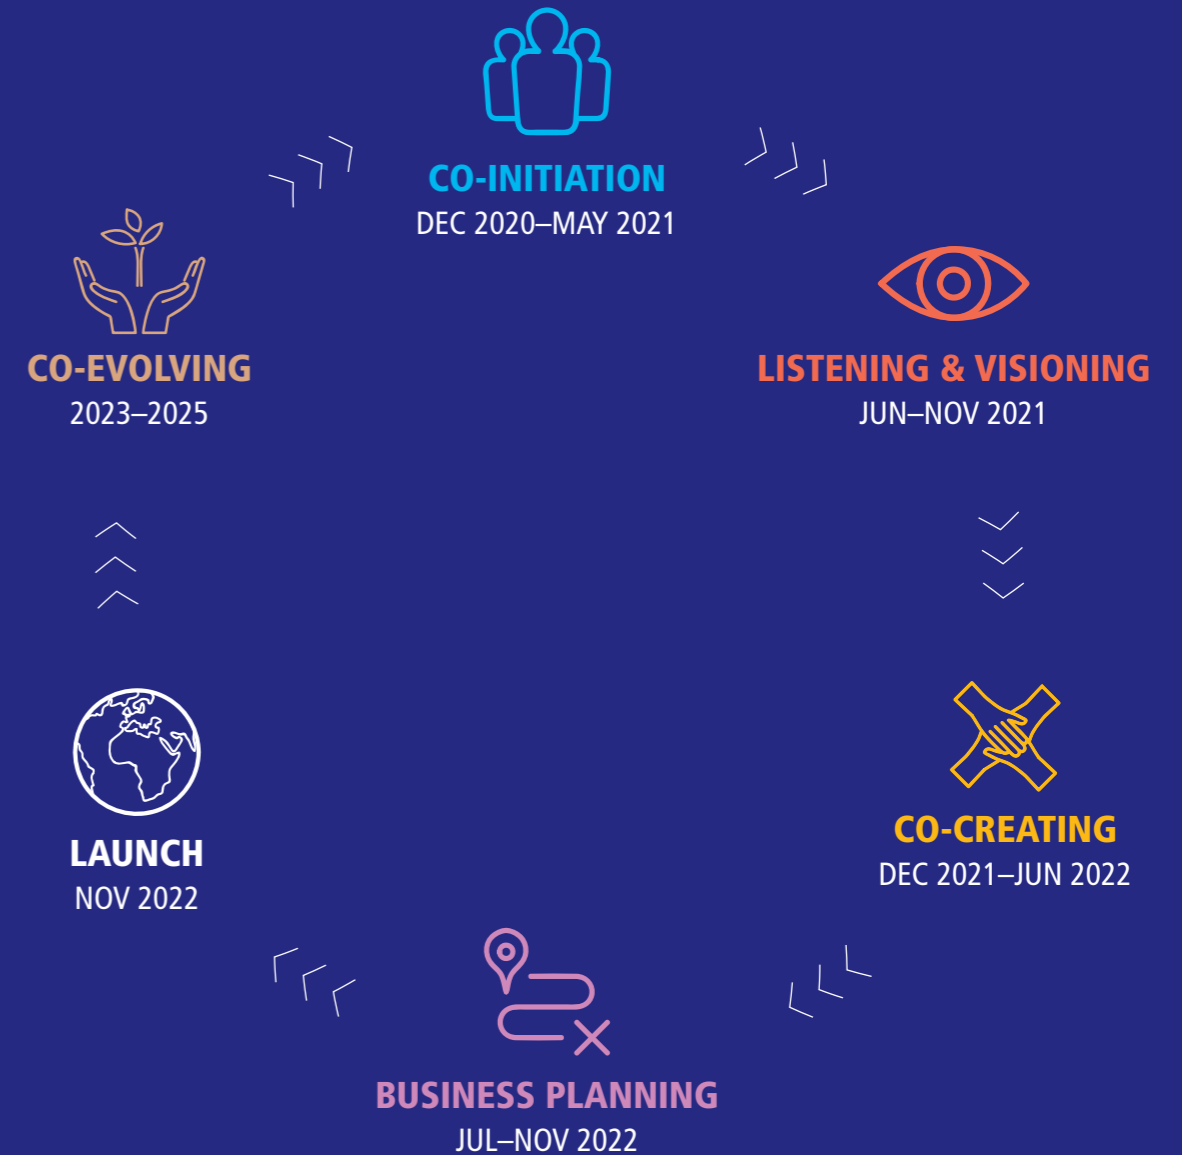 CO-INITIATION
DEC 2020–MAY 2021
LISTENING & VISIONING
JUN–NOV 2021
CO-CREATING
DEC 2021–JUN 2022
BUSINESS PLANNING
JUL–NOV 2022
LAUNCH
NOV 2022
CO-EVOLVING
2023–2025